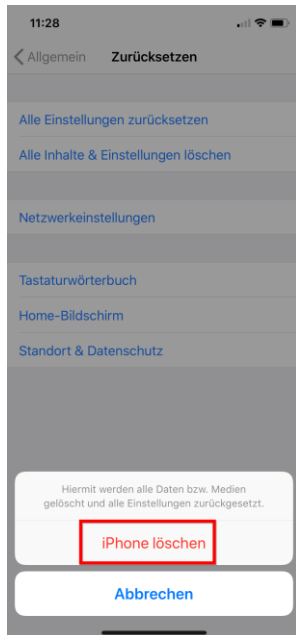 11:28
Allgemein Zurücksetzen
Alle Einstellungen zurücksetzen
Alle Inhalte & Einstellungen löschen
Netzwerkeinstellungen
Tastaturwörterbuch
Home-Bildschirm
Standort & Datenschutz
Hiermit werden alle Daten bzw. Medien
gelöscht und alle Einstellungen zurückgesetzt.
iPhone löschen
Abbrechen